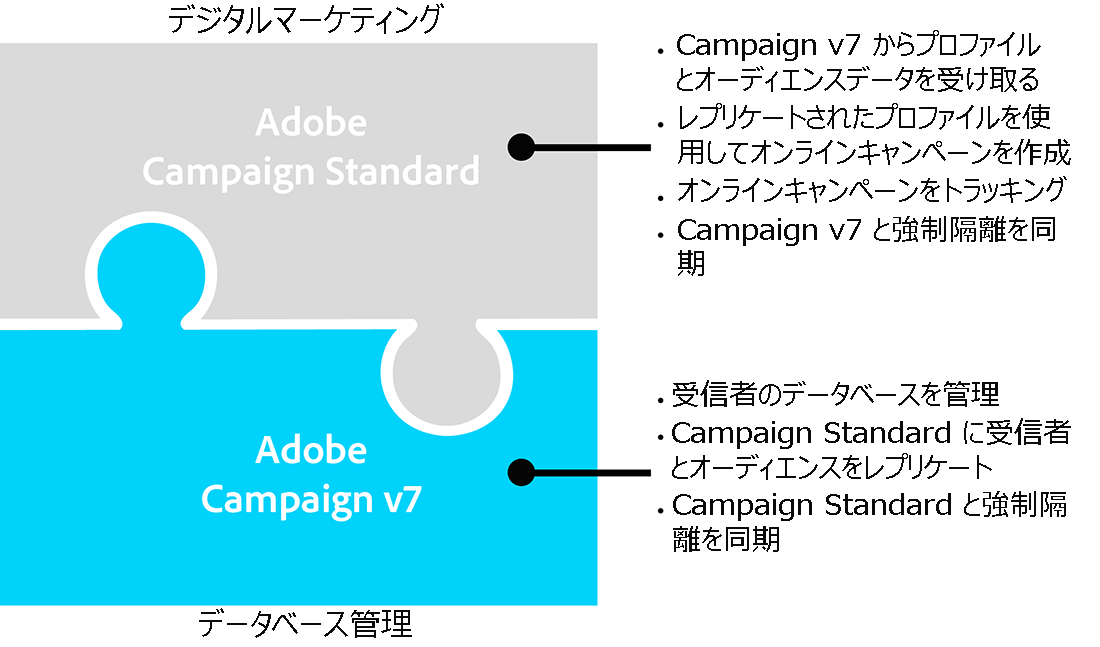 デジタルマーケティング
Adobe
Campaign Standard
• Campaign v7 からプロファイル
とオーディエンスデータを受け取る
• レプリケートされたプロファイルを使
用してオンラインキャンペーンを作成
• オンラインキャンペーンをトラッキング
• Campaign v7 と強制隔離を同
期
Adobe
Campaign v7
• 受信者のデータベースを管理
• Campaign Standard に受信者
とオーディエンスをレプリケート
• Campaign Standard と強制隔
離を同期
データベース管理